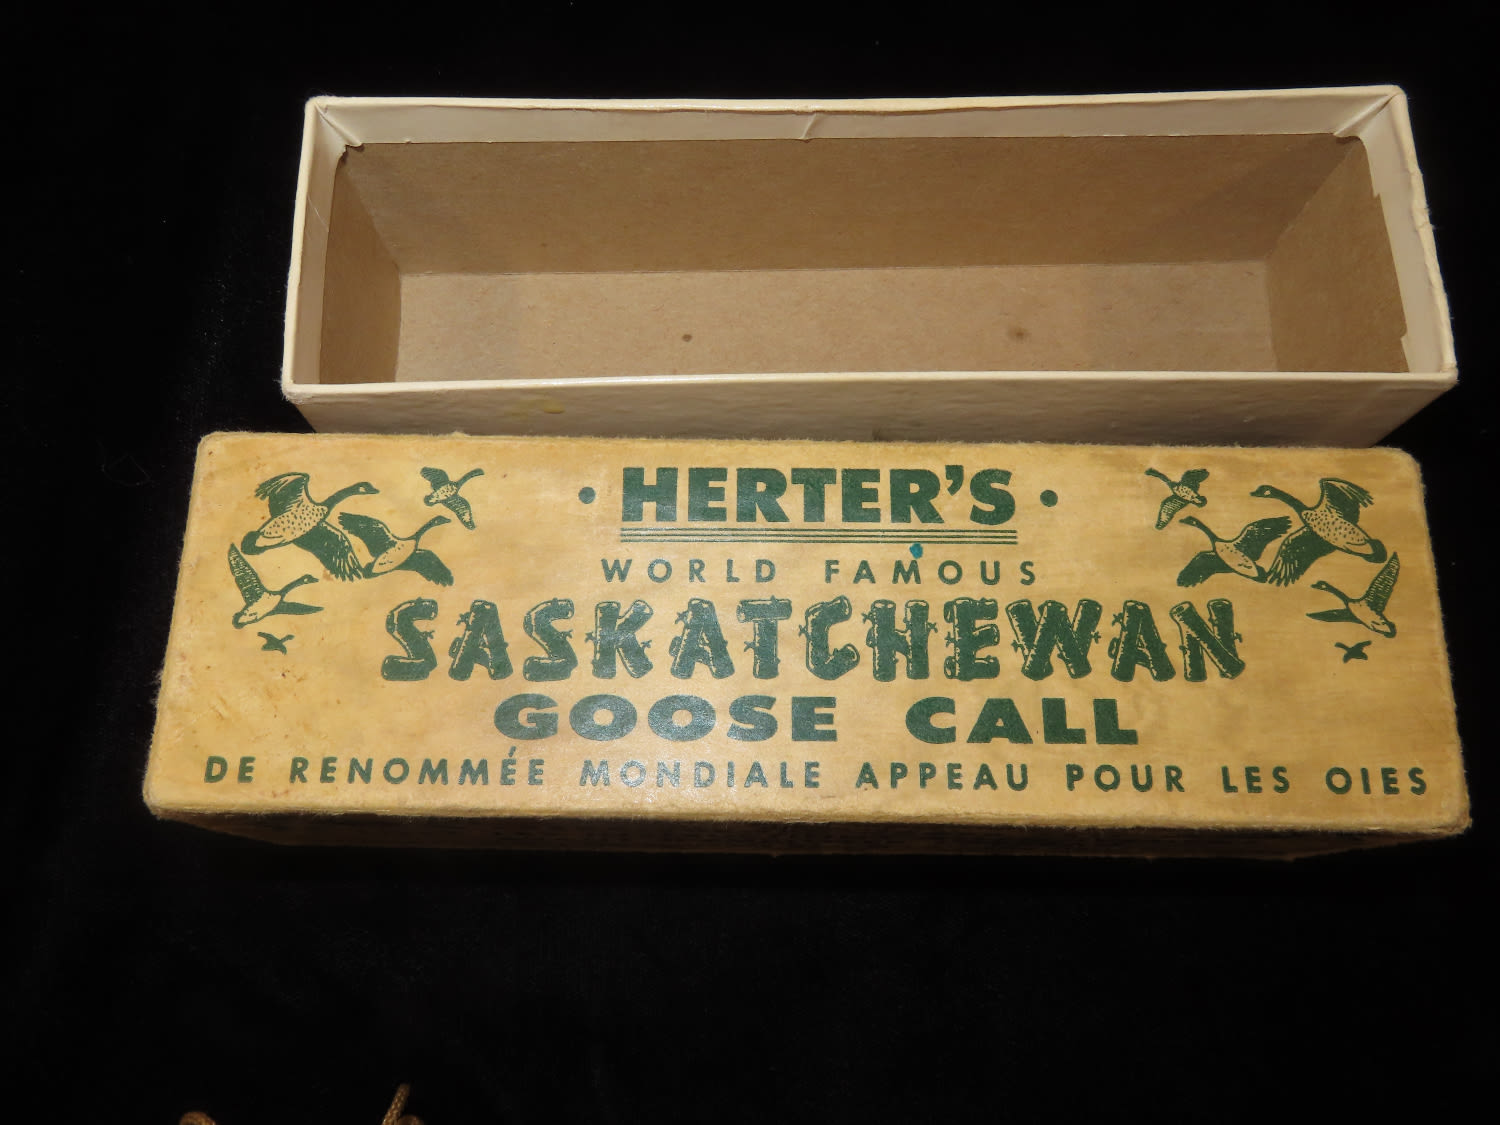 • HERTER'S •
WORLD FAMOUS
SASKATCHEWAN
GOOSE CALL
DE RENOMMÉE MONDIALE APPEAU POUR LES OIES